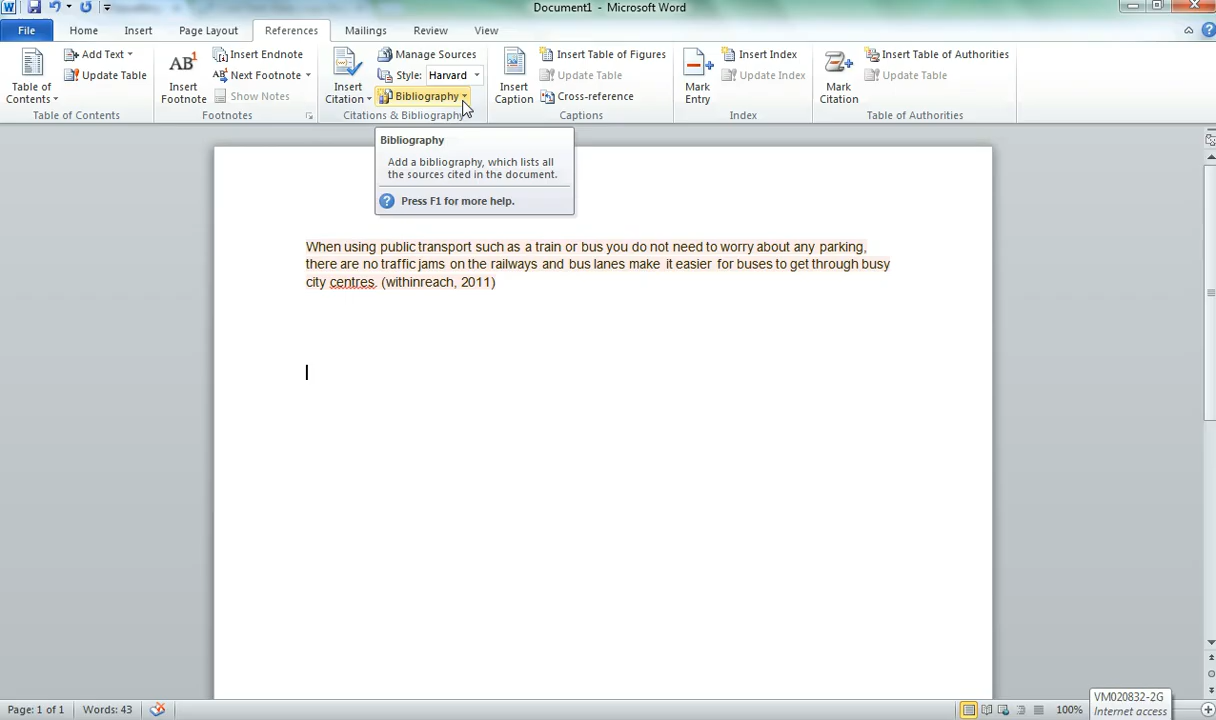 Document1 - Microsoft Word
File Home Insert Page Layout References Mailings Review View
Table of Contents
Add Text
Update Table
Table of Contents
AB1
Insert Footnote
Insert Endnote
AB1 Next Footnote
Show Notes
Footnotes
Insert Citation
Manage Sources
Style: Harvard
Bibliography
Citations & Bibliography
Insert Caption
Insert Table of Figures
Update Table
Cross-reference
Captions
Mark Entry
Insert Index
Update Index
Index
Mark Citation
Insert Table of Authorities
Update Table
Table of Authorities
Bibliography
Add a bibliography, which lists all
the sources cited in the document.
Press F1 for more help.
When using public transport such as a train or bus you do not need to worry about any parking,
there are no traffic jams on the railways and bus lanes make it easier for buses to get through busy
city centres. (withinreach, 2011)
Page: 1 of 1 Words: 43 100%
VM020832-2G
Internet access